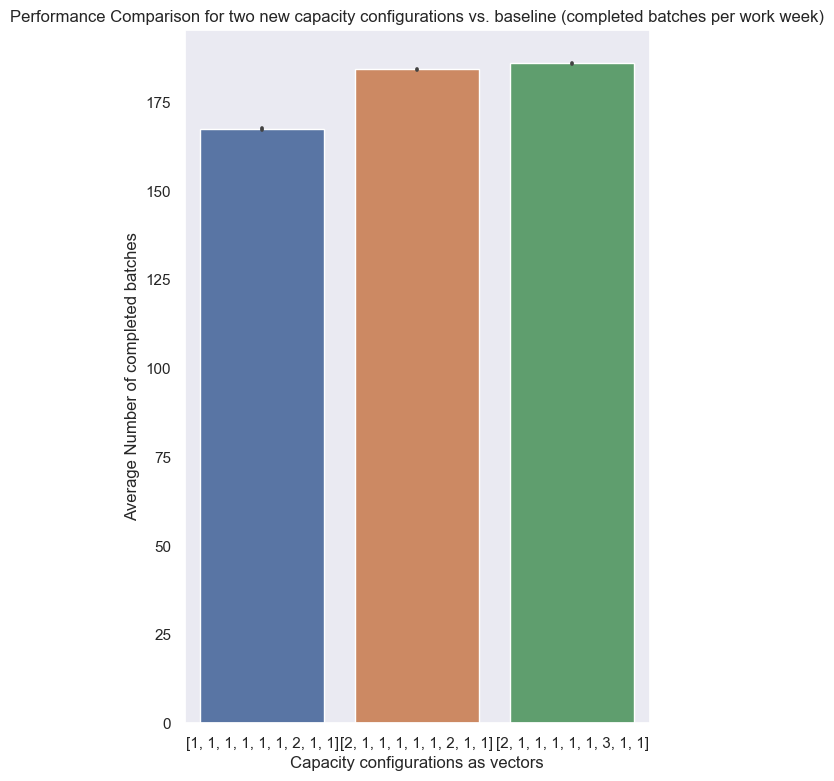 Performance Comparison for two new capacity configurations vs. baseline (completed batches per work week)
175
150
125
100
75
50
25
0
Average Number of completed batches
[1, 1, 1, 1, 1, 1, 2, 1, 1]
[2, 1, 1, 1, 1, 1, 2, 1, 1]
[2, 1, 1, 1, 1, 1, 3, 1, 1]
Capacity configurations as vectors